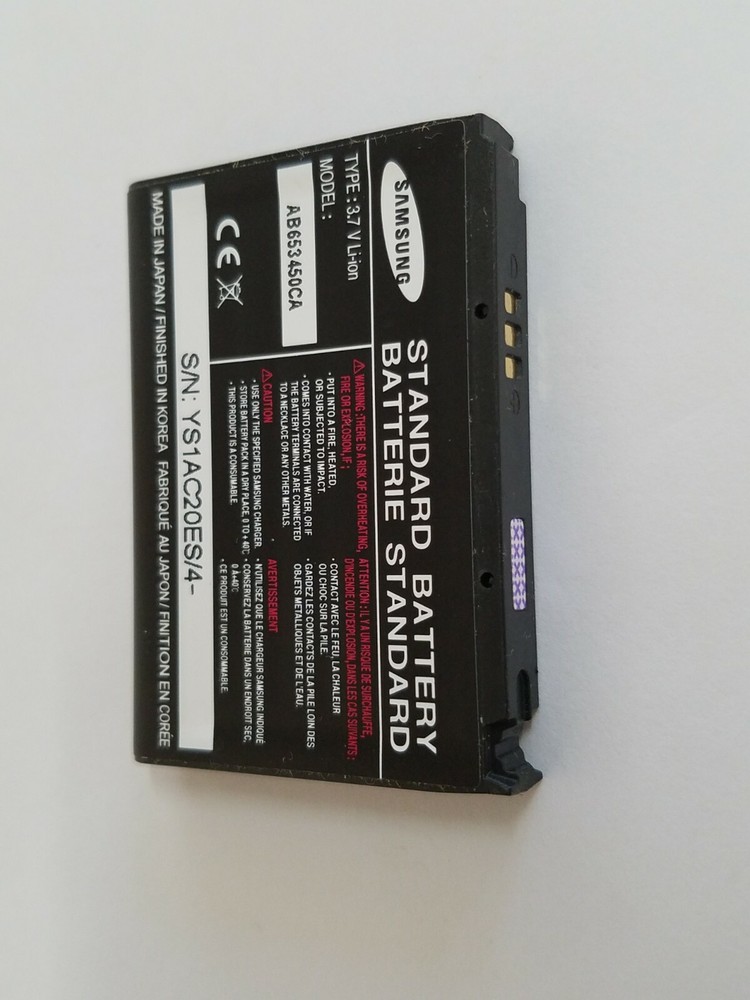 SAMSUNG
STANDARD BATTERY
BATTERIE STANDARD
TYPE : 3.7 V Li-ion
MODEL :
AB653450CA
CE
⚠WARNING : THERE IS A RISK OF OVERHEATING,
FIRE OR EXPLOSION, IF ;
• PUT INTO A FIRE, HEATED,
OR SUBJECTED TO IMPACT.
• COMES INTO CONTACT WITH WATER, OR IF
THE BATTERY TERMINALS ARE CONNECTED
TO A NECKLACE OR ANY OTHER METALS.
⚠CAUTION
• USE ONLY THE SPECIFIED SAMSUNG CHARGER.
• STORE BATTERY PACK IN A DRY PLACE, 0 TO + 40℃
• THIS PRODUCT IS A CONSUMABLE.
ATTENTION : IL Y A UN RISQUE DE SURCHAUFFE,
D'INCENDIE OU D'EXPLOSION, DANS LES CAS SUIVANTS :
• CONTACT AVEC LE FEU, LA CHALEUR
OU CHOC SUR LA PILE.
• GARDEZ LES CONTACTS DE LA PILE LOIN DES
OBJETS METALLIQUES ET DE L'EAU.
AVERTISSEMENT
• N'UTILISEZ QUE LE CHARGEUR SAMSUNG INDIQUÉ
• CONSERVEZ LA BATTERIE DANS UN ENDROIT SEC,
0 À + 40℃
• CE PRODUIT EST UN CONSOMMABLE.
S/N: YS1AC20ES/4-
MADE IN JAPAN / FINISHED IN KOREA FABRIQUÉ AU JAPON / FINITION EN CORÉE